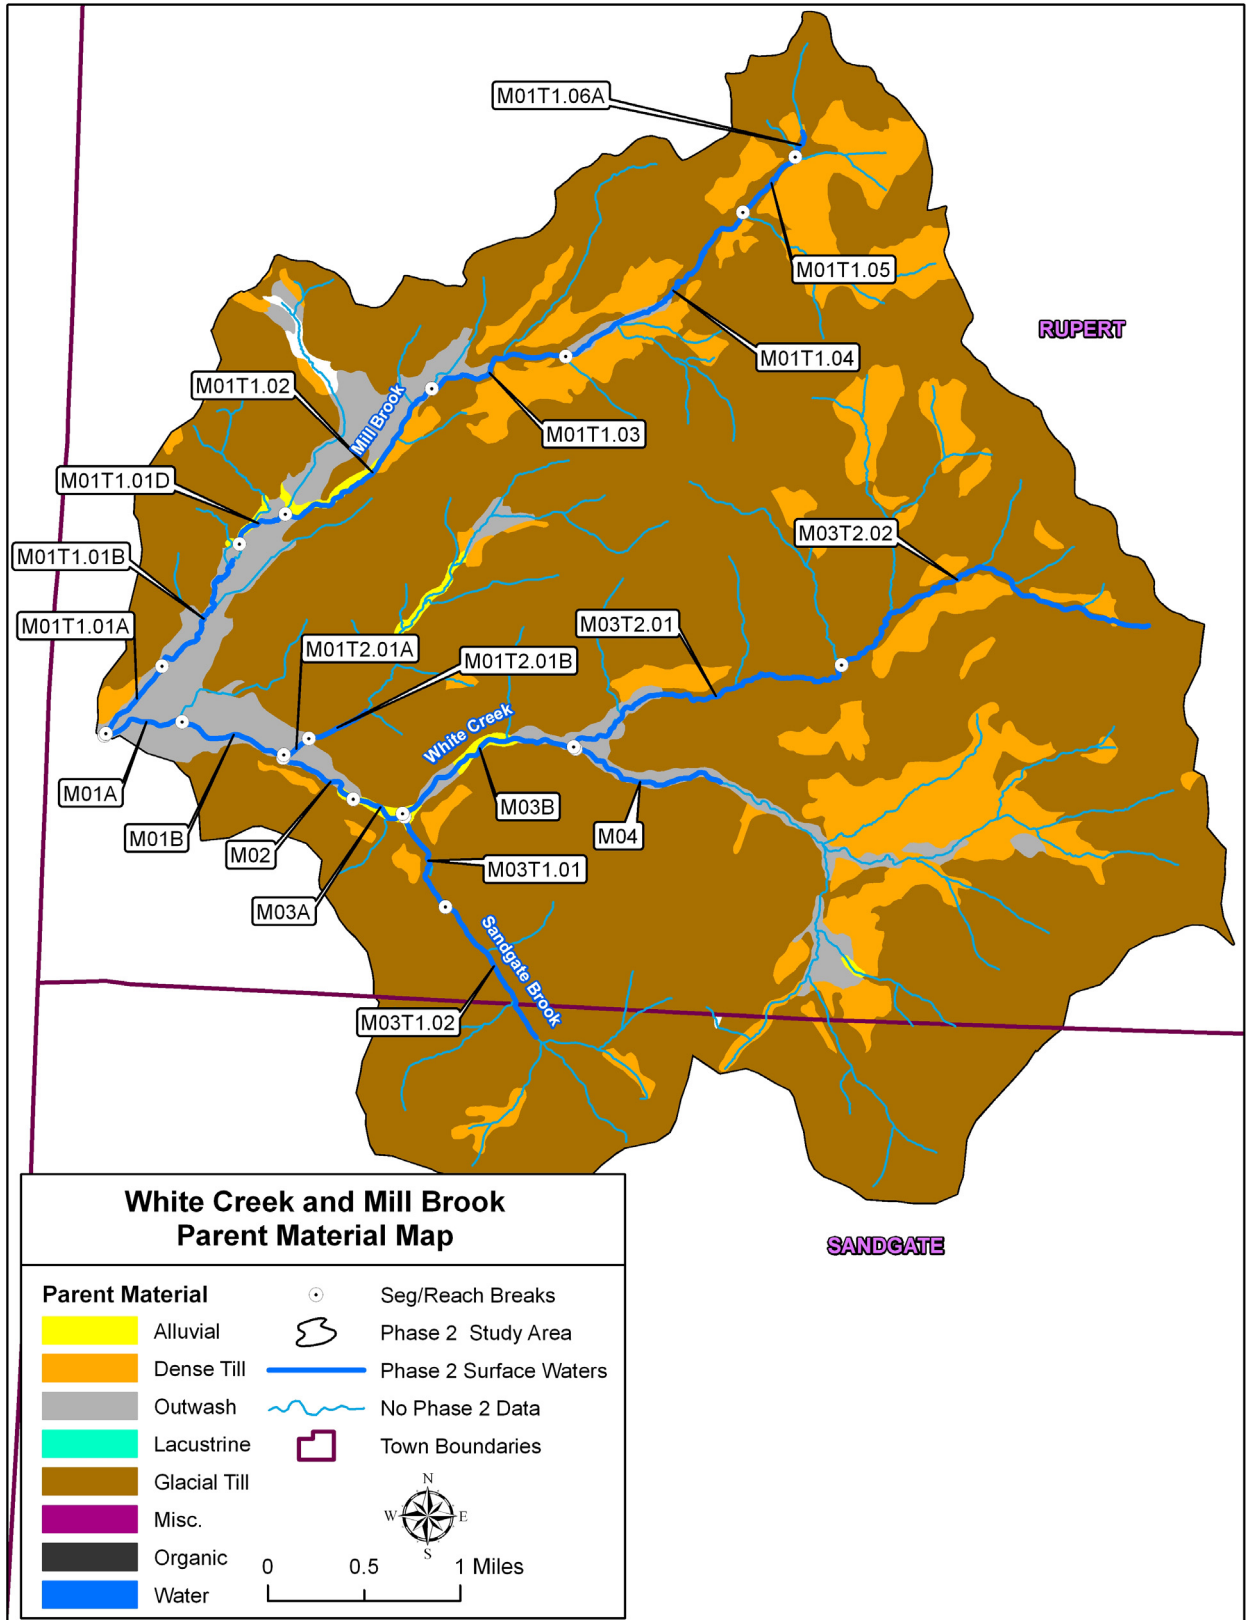 M01T1.06A
M01T1.05
RUPERT
M01T1.04
M01T1.02
Mill Brook
M01T1.03
M01T1.01D
M03T2.02
M01T1.01B
M01T1.01A
M03T2.01
M01T2.01A
M01T2.01B
White Creek
M01A
M03B
M01B
M04
M02
M03T1.01
M03A
Sandgate Brook
M03T1.02
SANDGATE
White Creek and Mill Brook
Parent Material Map
Parent Material
Alluvial
Dense Till
Outwash
Lacustrine
Glacial Till
Misc.
Organic
Water
Seg/Reach Breaks
Phase 2 Study Area
Phase 2 Surface Waters
No Phase 2 Data
Town Boundaries
N
W E
S
0 0.5 1 Miles